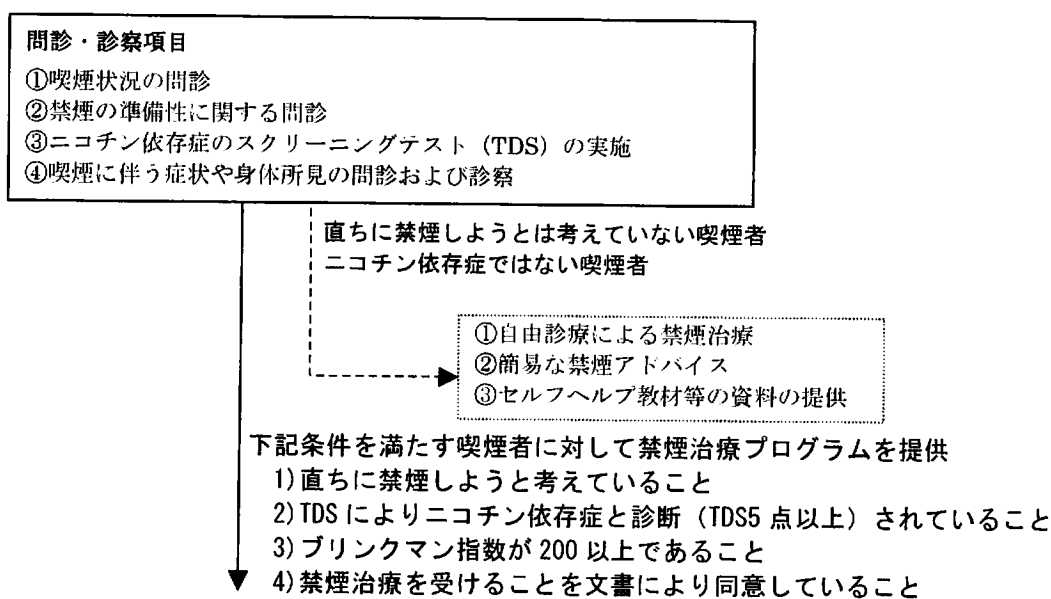 問診・診察項目
①喫煙状況の問診
②禁煙の準備性に関する問診
③ニコチン依存症のスクリーニングテスト（TDS）の実施
④喫煙に伴う症状や身体所見の問診および診察
直ちに禁煙しようとは考えていない喫煙者
ニコチン依存症ではない喫煙者
①自由診療による禁煙治療
②簡易な禁煙アドバイス
③セルフヘルプ教材等の資料の提供
下記条件を満たす喫煙者に対して禁煙治療プログラムを提供
1)直ちに禁煙しようと考えていること
2)TDSによりニコチン依存症と診断（TDS5点以上）されていること
3)ブリンクマン指数が200以上であること
4)禁煙治療を受けることを文書により同意していること